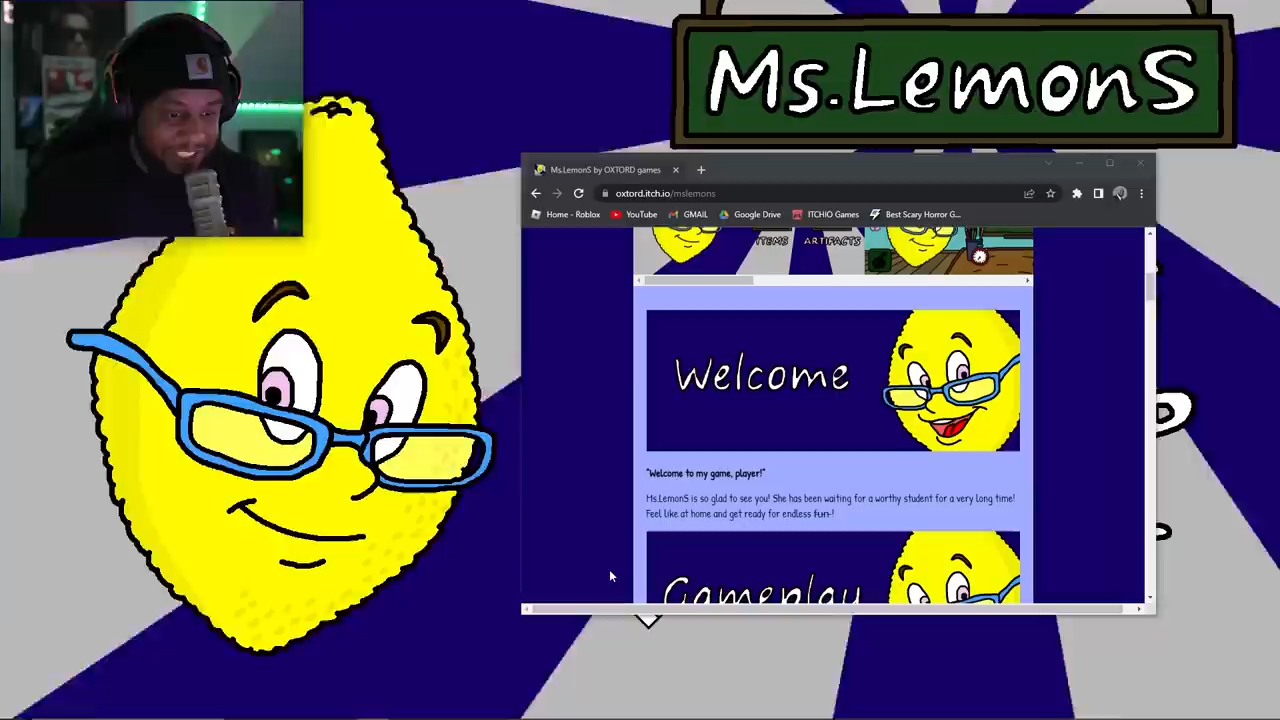 Ms.LemonS
Ms.LemonS by OXTORD games
oxtord.itch.io/mslemons
Home - Roblox YouTube GMAIL Google Drive ITCHIO Games Best Scary Horror G...
ITEMS ARTIFACTS
Welcome
"Welcome to my game, player!"
Ms.LemonS is so glad to see you! She has been waiting for a worthy student for a very long time!
Feel like at home and get ready for endless fun !
Gameplay